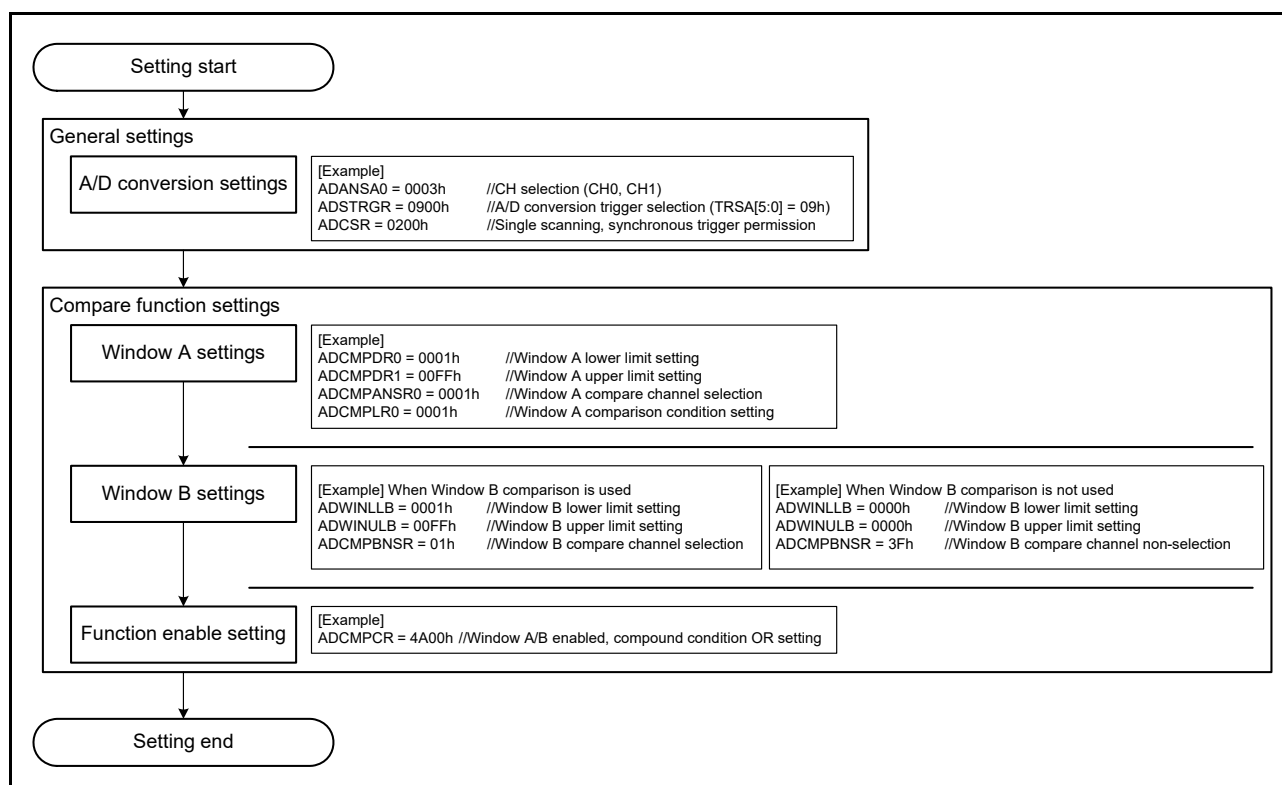 Setting start
General settings
A/D conversion settings
[Example]
ADANSA0 = 0003h //CH selection (CH0, CH1)
ADSTRGR = 0900h //A/D conversion trigger selection (TRSA[5:0] = 09h)
ADCSR = 0200h //Single scanning, synchronous trigger permission
Compare function settings
Window A settings
[Example]
ADCMPDR0 = 0001h //Window A lower limit setting
ADCMPDR1 = 00FFh //Window A upper limit setting
ADCMPANSR0 = 0001h //Window A compare channel selection
ADCMPLR0 = 0001h //Window A comparison condition setting
Window B settings
[Example] When Window B comparison is used
ADWINLLB = 0001h //Window B lower limit setting
ADWINULB = 00FFh //Window B upper limit setting
ADCMPBNSR = 01h //Window B compare channel selection
[Example] When Window B comparison is not used
ADWINLLB = 0000h //Window B lower limit setting
ADWINULB = 0000h //Window B upper limit setting
ADCMPBNSR = 3Fh //Window B compare channel non-selection
Function enable setting
[Example]
ADCMPCR = 4A00h //Window A/B enabled, compound condition OR setting
Setting end